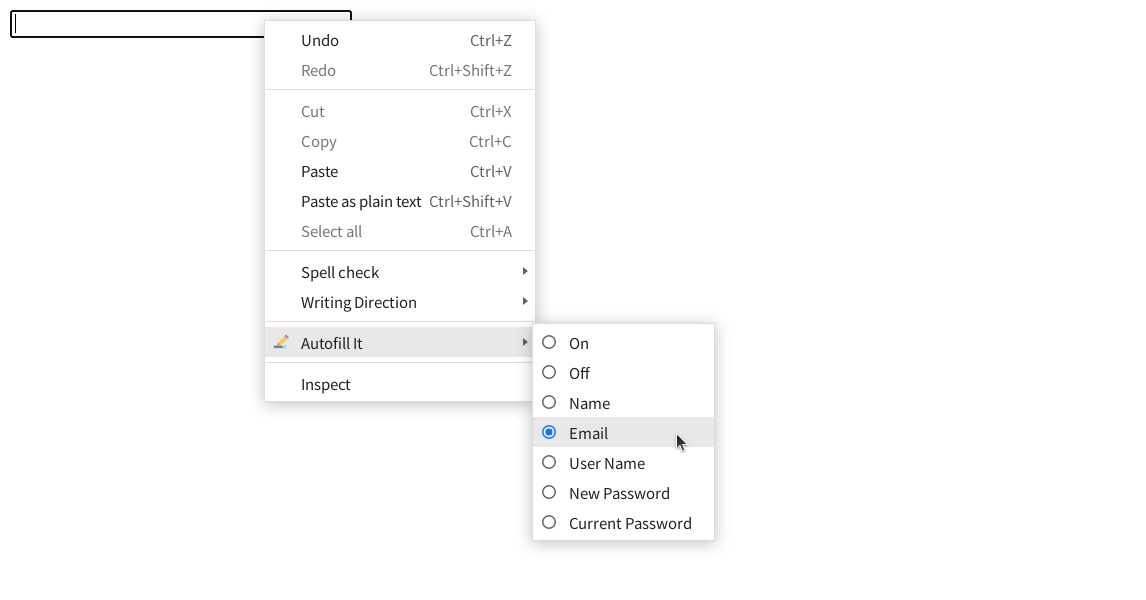 Undo Ctrl+Z
Redo Ctrl+Shift+Z
Cut Ctrl+X
Copy Ctrl+C
Paste Ctrl+V
Paste as plain text Ctrl+Shift+V
Select all Ctrl+A
Spell check
Writing Direction
Autofill It
Inspect
On
Off
Name
Email
User Name
New Password
Current Password